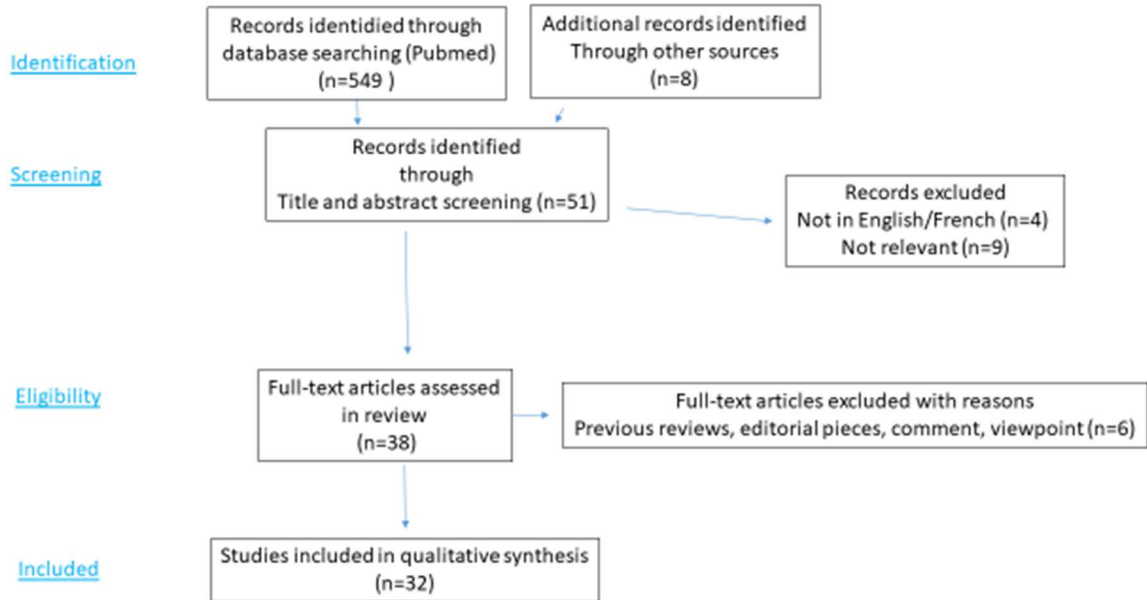 Identification
Records identidied through
database searching (Pubmed)
(n=549 )
Additional records identified
Through other sources
(n=8)
Screening
Records identified
through
Title and abstract screening (n=51)
Records excluded
Not in English/French (n=4)
Not relevant (n=9)
Eligibility
Full-text articles assessed
in review
(n=38)
Full-text articles excluded with reasons
Previous reviews, editorial pieces, comment, viewpoint (n=6)
Included
Studies included in qualitative synthesis
(n=32)